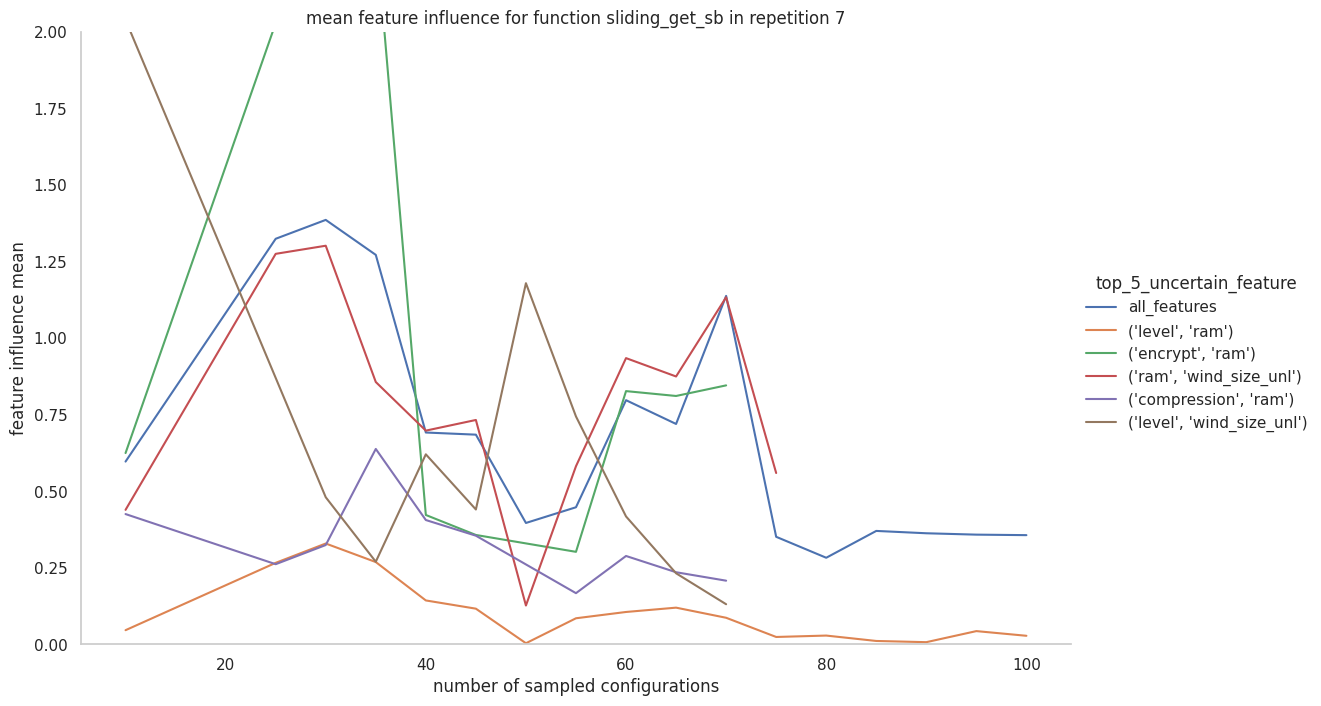 mean feature influence for function sliding_get_sb in repetition 7
2.00
1.75
1.50
1.25
1.00
0.75
0.50
0.25
0.00
feature influence mean
20 40 60 80 100
number of sampled configurations
top_5_uncertain_feature
all_features
('level', 'ram')
('encrypt', 'ram')
('ram', 'wind_size_unl')
('compression', 'ram')
('level', 'wind_size_unl')